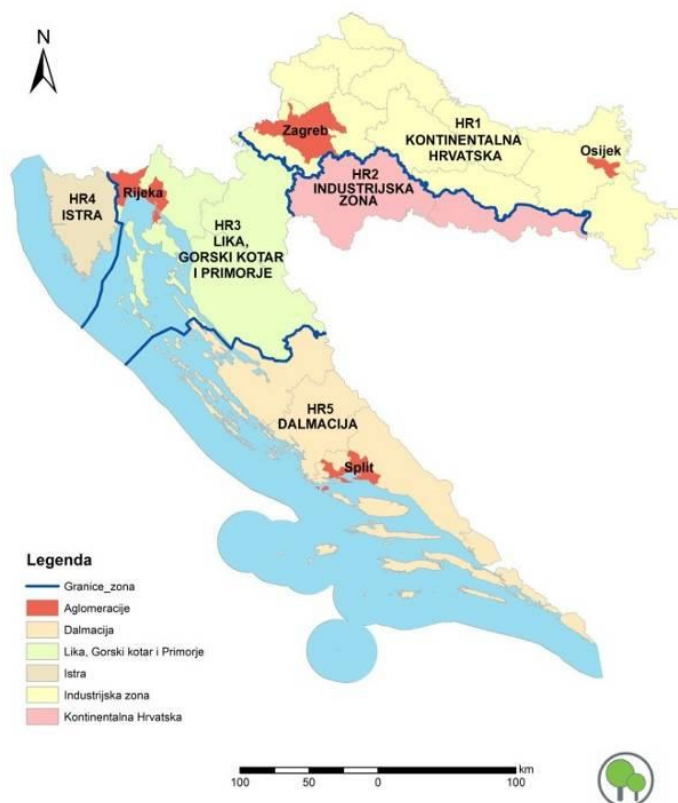 N
Zagreb
HR1
KONTINENTALNA
HRVATSKA
Osijek
HR2
INDUSTRIJSKA
ZONA
HR4
ISTRA
Rijeka
HR3
LIKA,
GORSKI KOTAR
I PRIMORJE
HR5
DALMACIJA
Split
Legenda
Granice_zona
Aglomeracije
Dalmacija
Lika, Gorski kotar i Primorje
Istra
Industrijska zona
Kontinentalna Hrvatska
km
100 50 0 100